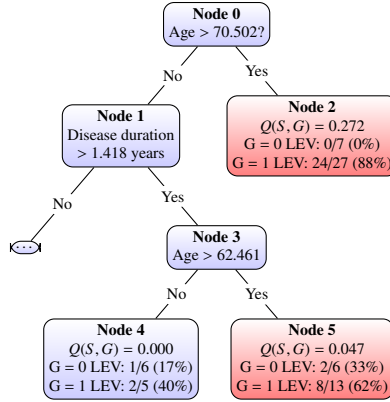 Node 0
Age > 70.502?
No
Yes
Node 1
Disease duration
> 1.418 years
Node 2
Q(S, G) = 0.272
G = 0 LEV: 0/7 (0%)
G = 1 LEV: 24/27 (88%)
No
Yes
...
Node 3
Age > 62.461
No
Yes
Node 4
Q(S, G) = 0.000
G = 0 LEV: 1/6 (17%)
G = 1 LEV: 2/5 (40%)
Node 5
Q(S, G) = 0.047
G = 0 LEV: 2/6 (33%)
G = 1 LEV: 8/13 (62%)